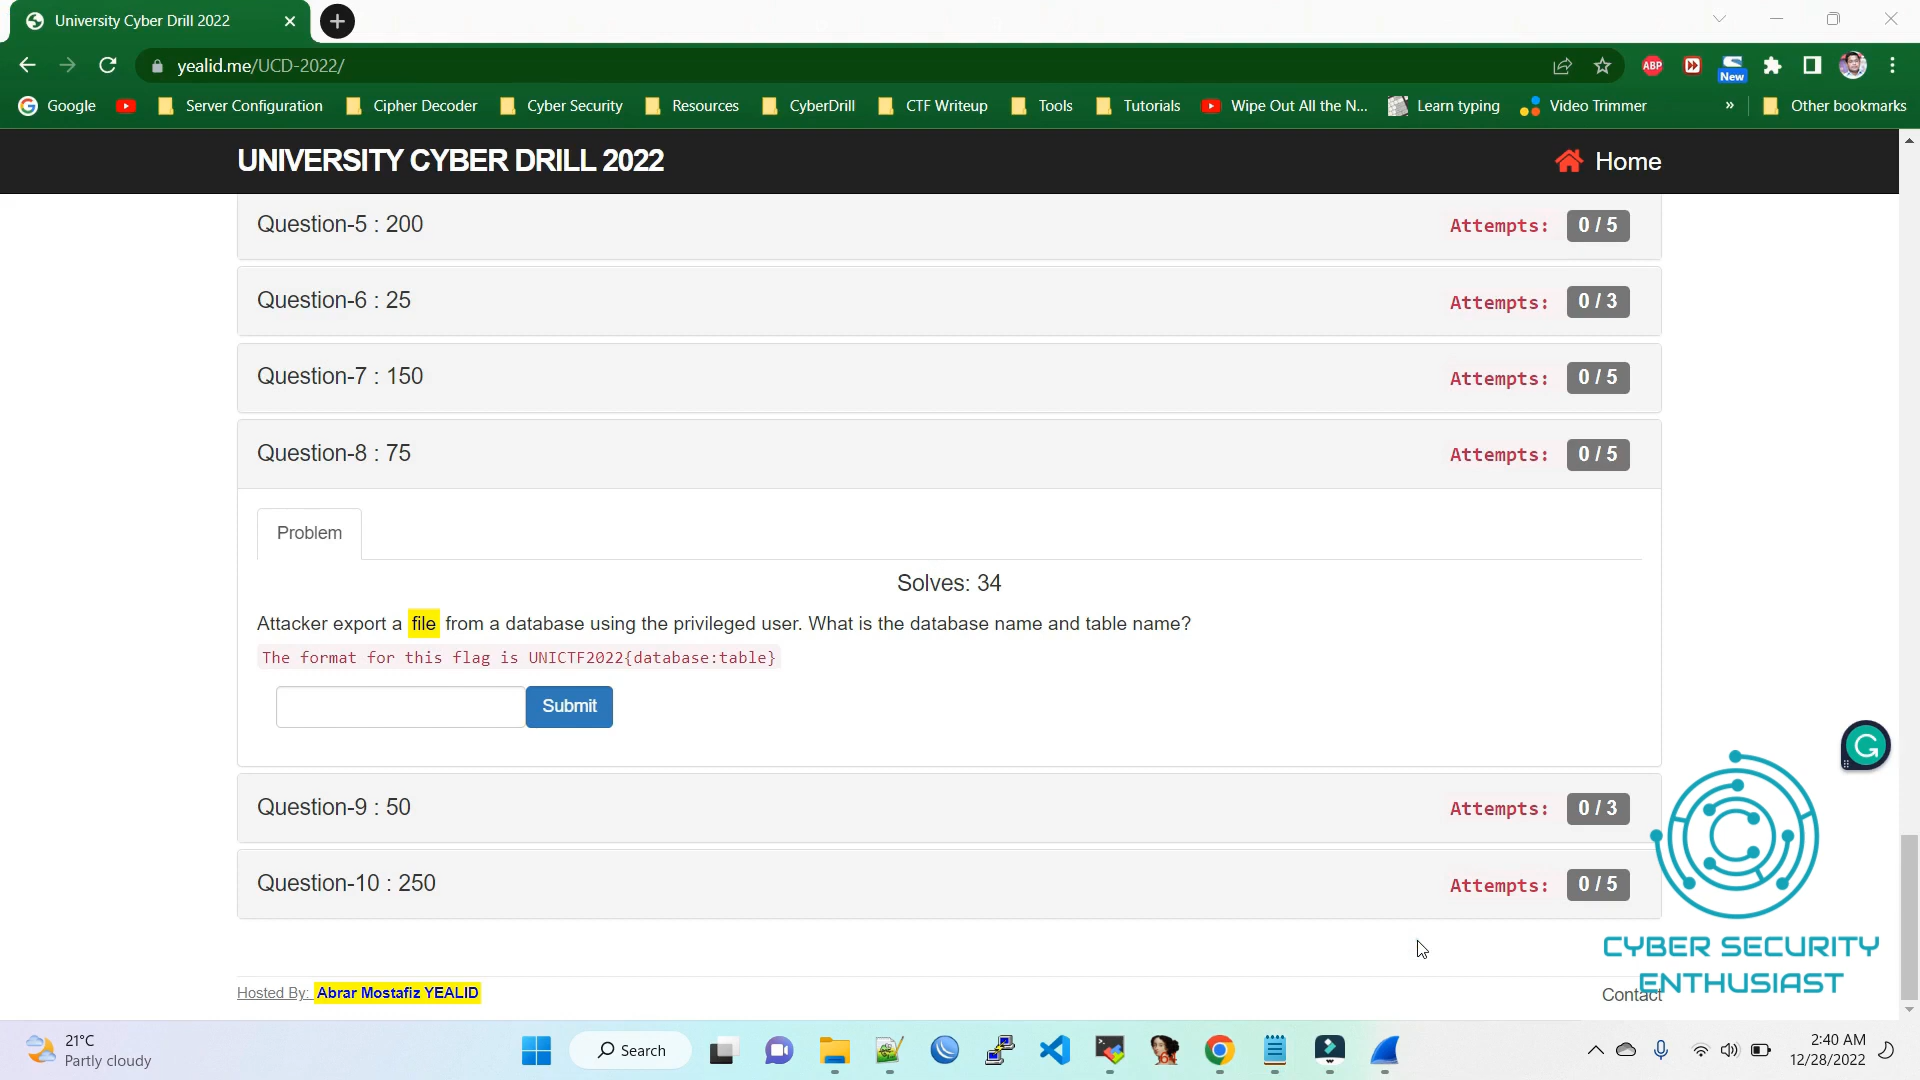 University Cyber Drill 2022
yealid.me/UCD-2022/
ABP
New
Google
Server Configuration
Cipher Decoder
Cyber Security
Resources
CyberDrill
CTF Writeup
Tools
Tutorials
Wipe Out All the N...
Learn typing
Video Trimmer
»
Other bookmarks
UNIVERSITY CYBER DRILL 2022
Home
Question-5 : 200
Attempts: 0 / 5
Question-6 : 25
Attempts: 0 / 3
Question-7 : 150
Attempts: 0 / 5
Question-8 : 75
Attempts: 0 / 5
Problem
Solves: 34
Attacker export a file from a database using the privileged user. What is the database name and table name?
The format for this flag is UNICTF2022{database:table}
Submit
Question-9 : 50
Attempts: 0 / 3
Question-10 : 250
Attempts: 0 / 5
CYBER SECURITY
ENTHUSIAST
Hosted By: Abrar Mostafiz YEALID
Contact
21°C
Partly cloudy
Search
2:40 AM
12/28/2022